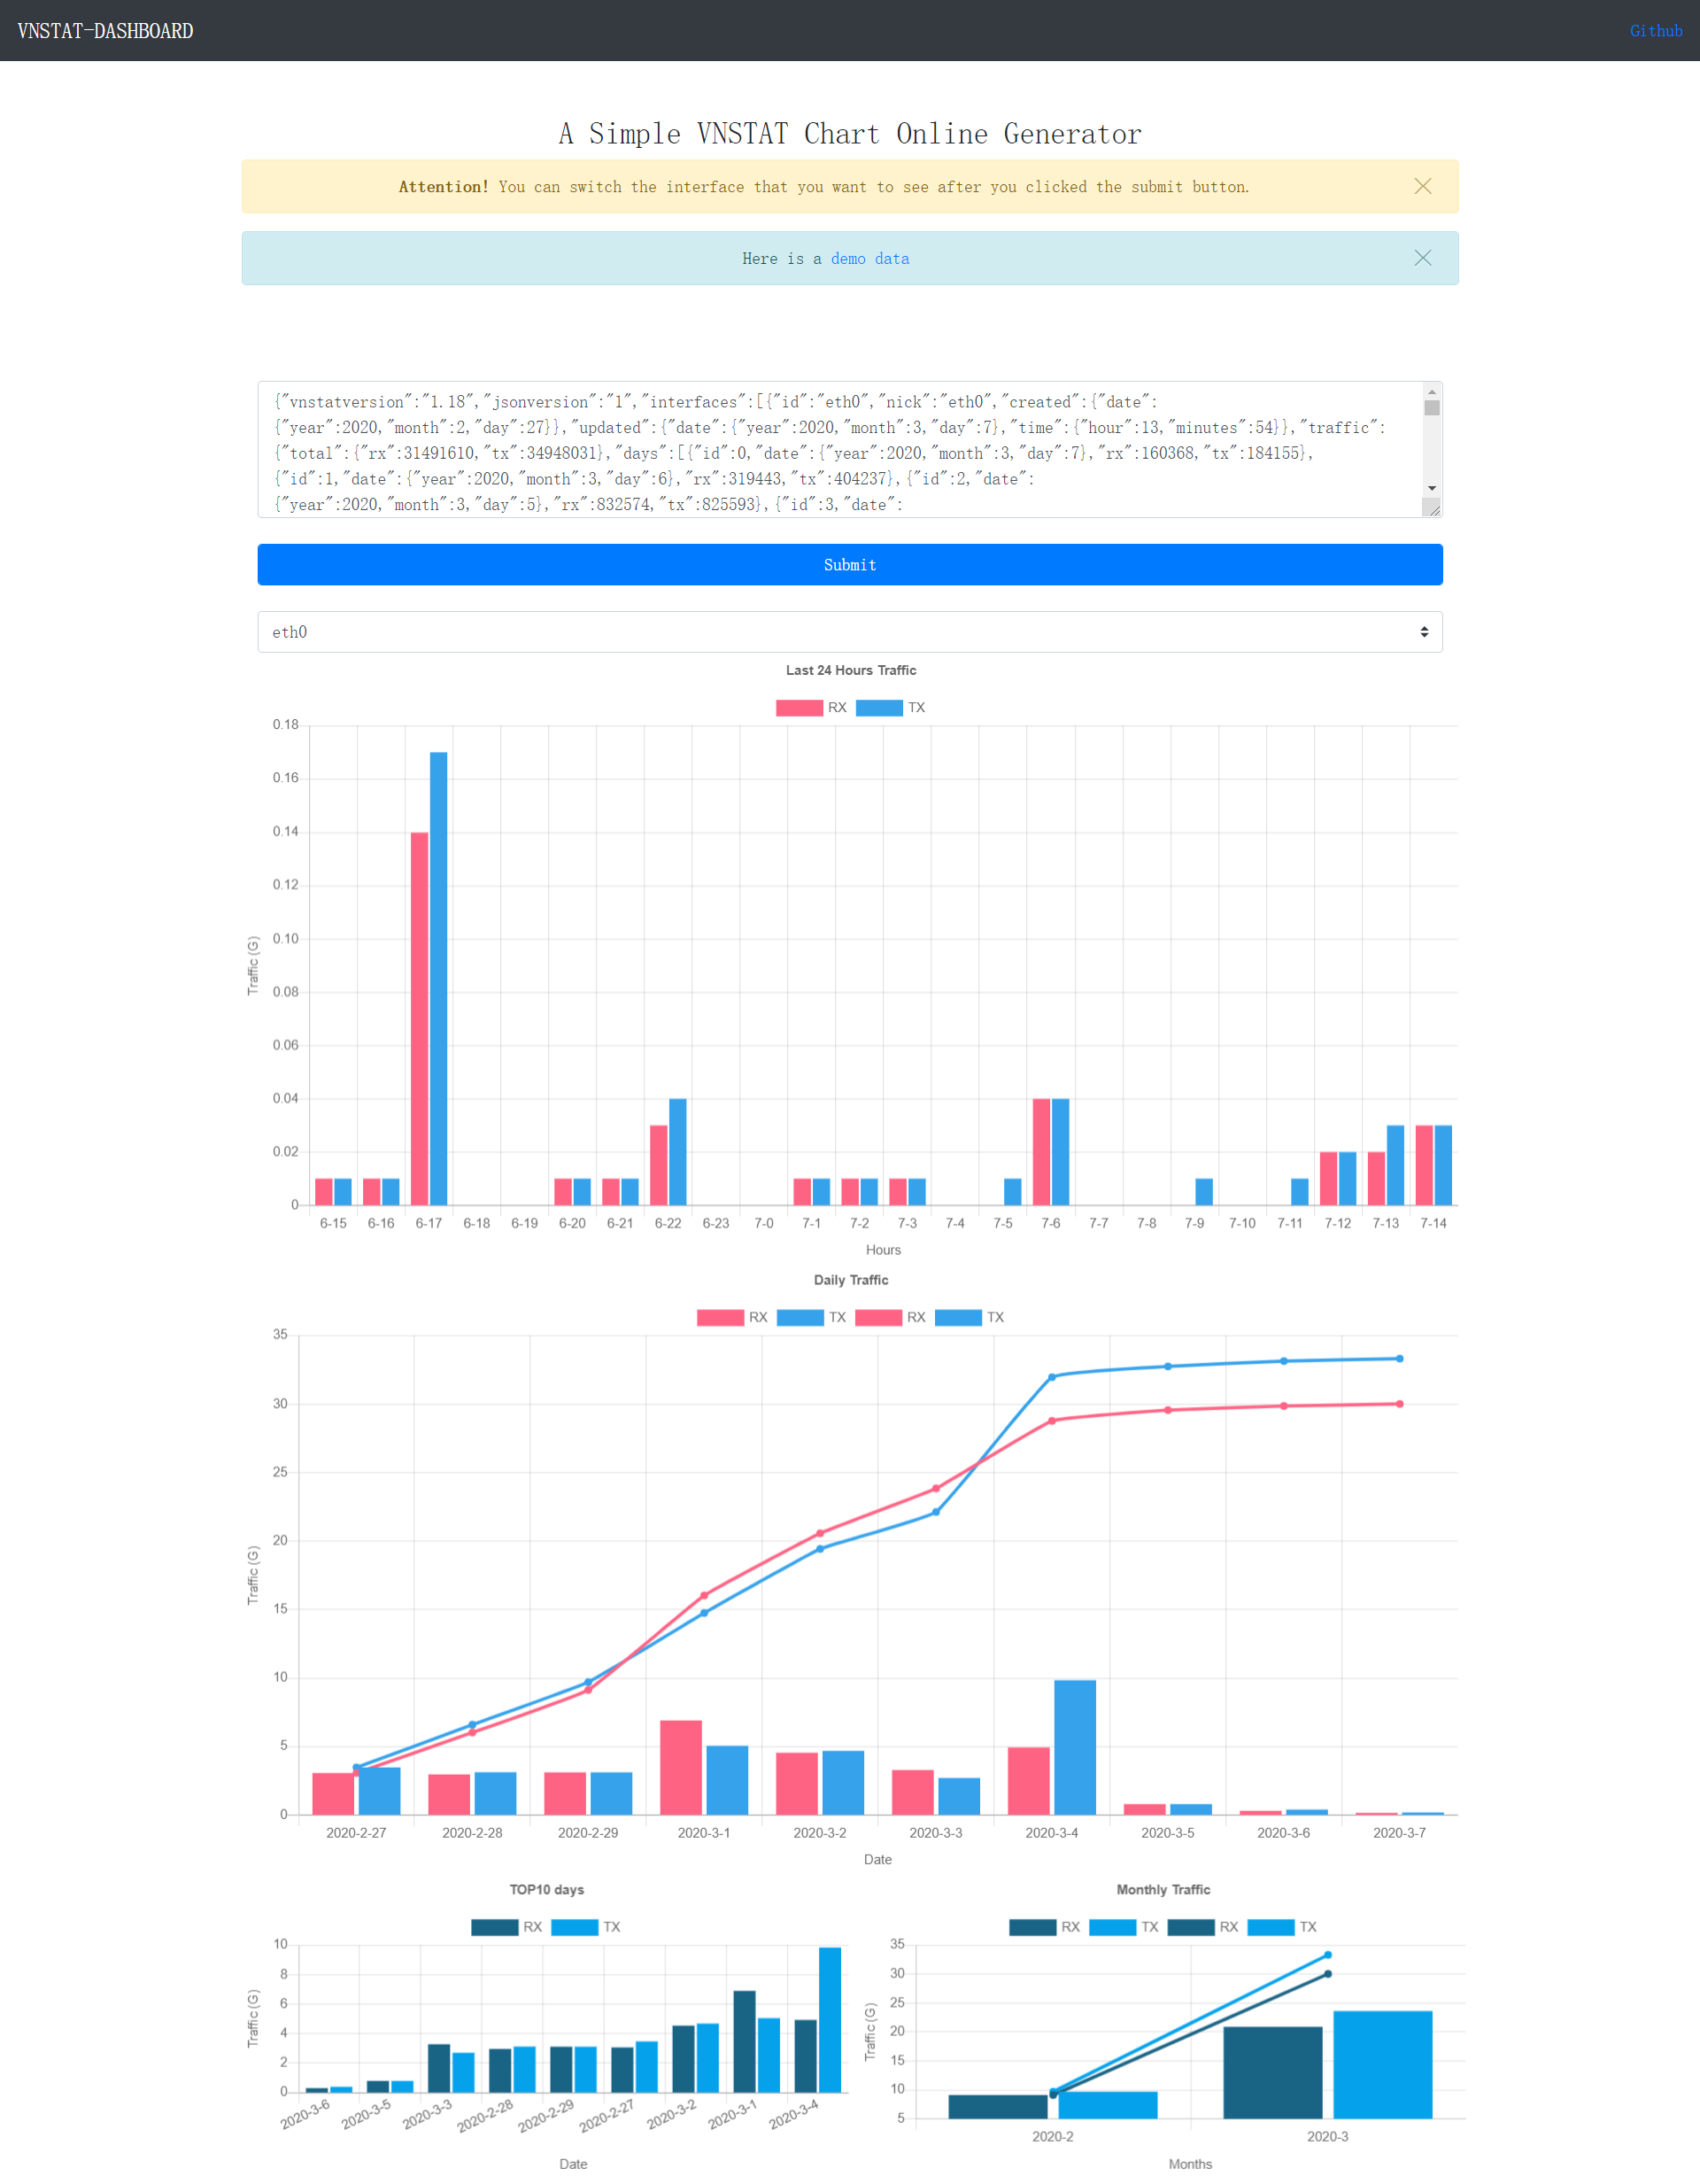 VNSTAT-DASHBOARD
Github
A Simple VNSTAT Chart Online Generator
Attention! You can switch the interface that you want to see after you clicked the submit button.
Here is a demo data
{"vnstatversion":"1.18","jsonversion":"1","interfaces":[{"id":"eth0","nick":"eth0","created":{"date":
{"year":2020,"month":2,"day":27}},"updated":{"date":{"year":2020,"month":3,"day":7},"time":{"hour":13,"minutes":54}},"traffic":
{"total":{"rx":31491610,"tx":34948031},"days":[{"id":0,"date":{"year":2020,"month":3,"day":7},"rx":160368,"tx":184155},
{"id":1,"date":{"year":2020,"month":3,"day":6},"rx":319443,"tx":404237},{"id":2,"date":
{"year":2020,"month":3,"day":5},"rx":832574,"tx":825593},{"id":3,"date":
Submit
eth0
Last 24 Hours Traffic
RX TX
0.18
0.16
0.14
0.12
0.10
0.08
0.06
0.04
0.02
0
Traffic (G)
6-15 6-16 6-17 6-18 6-19 6-20 6-21 6-22 6-23 7-0 7-1 7-2 7-3 7-4 7-5 7-6 7-7 7-8 7-9 7-10 7-11 7-12 7-13 7-14
Hours
Daily Traffic
RX TX RX TX
35
30
25
20
15
10
5
0
Traffic (G)
2020-2-27 2020-2-28 2020-2-29 2020-3-1 2020-3-2 2020-3-3 2020-3-4 2020-3-5 2020-3-6 2020-3-7
Date
TOP10 days
RX TX
10
8
6
4
2
0
Traffic (G)
2020-3-6 2020-3-5 2020-3-3 2020-2-28 2020-2-29 2020-2-27 2020-3-2 2020-3-1 2020-3-4
Date
Monthly Traffic
RX TX RX TX
35
30
25
20
15
10
5
Traffic (G)
2020-2 2020-3
Months